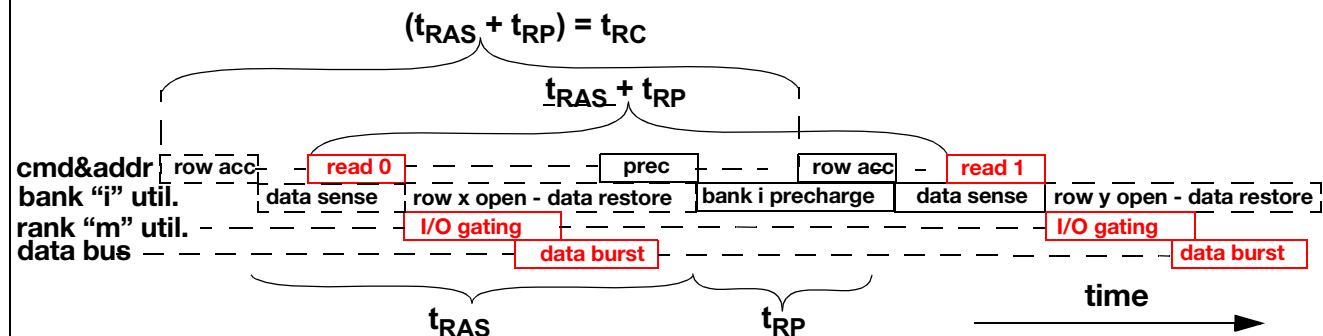 (tRAS + tRP) = tRC
tRAS + tRP
cmd&addr row acc read 0 prec row acc read 1
bank “i” util. data sense row x open - data restore bank i precharge data sense row y open - data restore
rank “m” util. I/O gating I/O gating
data bus data burst data burst
time
tRAS tRP